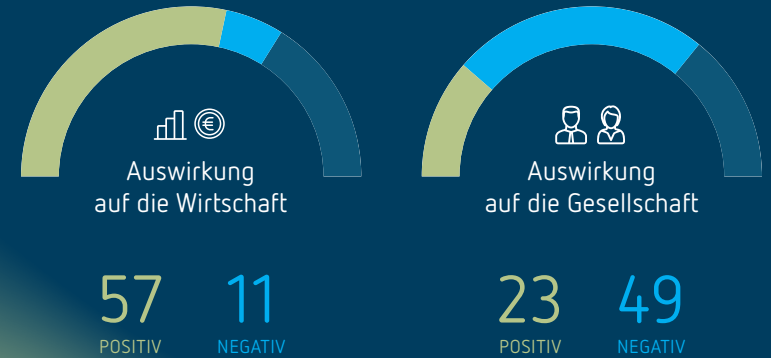 €
Auswirkung
auf die Wirtschaft
57 11
POSITIV NEGATIV
Auswirkung
auf die Gesellschaft
23 49
POSITIV NEGATIV